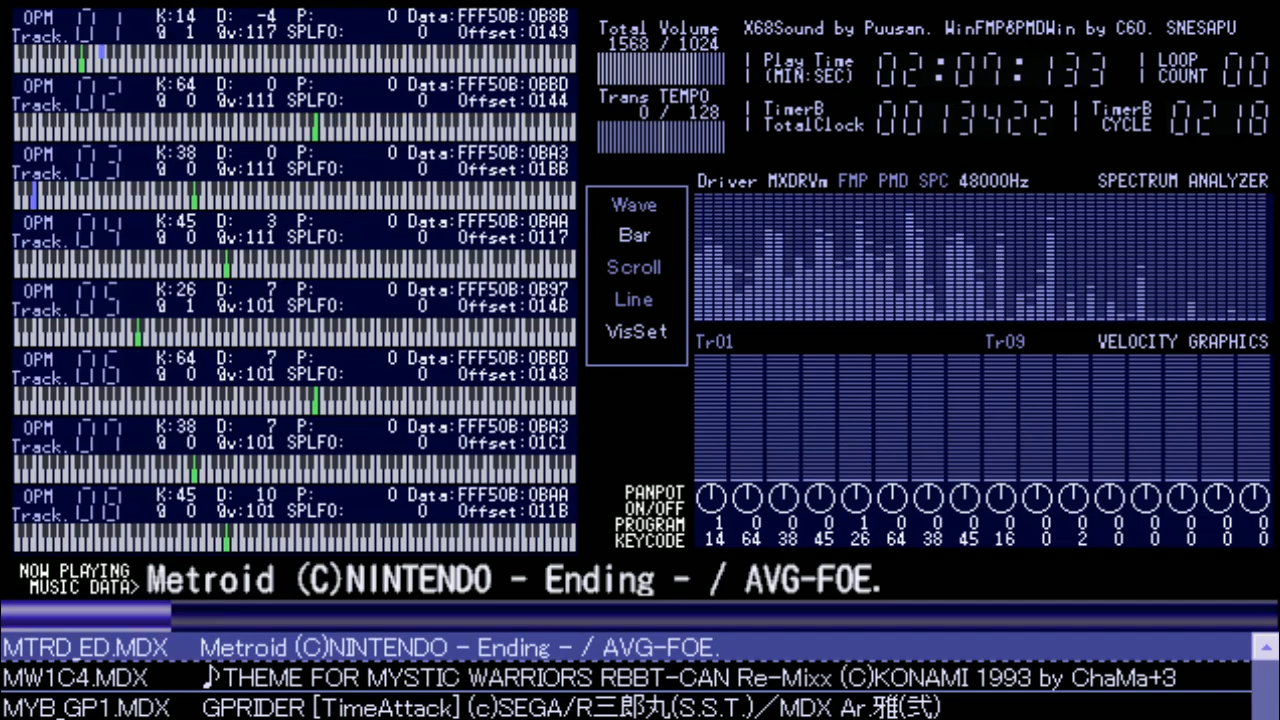 OPM K:14 D: -4 P: 0 Data:FFF50B:0B8B
Track. 01 @ 1 @v:117 SPLFO: 0 Offset:0149
OPM K:64 D: 0 P: 0 Data:FFF50B:0BBD
Track. 02 @ 0 @v:111 SPLFO: 0 Offset:0144
OPM K:38 D: 0 P: 0 Data:FFF50B:0BA3
Track. 03 @ 0 @v:111 SPLFO: 0 Offset:01BB
OPM K:45 D: 3 P: 0 Data:FFF50B:0BAA
Track. 04 @ 0 @v:111 SPLFO: 0 Offset:0117
OPM K:26 D: 7 P: 0 Data:FFF50B:0B97
Track. 05 @ 1 @v:101 SPLFO: 0 Offset:014B
OPM K:64 D: 7 P: 0 Data:FFF50B:0BBD
Track. 06 @ 0 @v:101 SPLFO: 0 Offset:0148
OPM K:38 D: 7 P: 0 Data:FFF50B:0BA3
Track. 07 @ 0 @v:101 SPLFO: 0 Offset:01C1
OPM K:45 D: 10 P: 0 Data:FFF50B:0BAA
Track. 08 @ 0 @v:101 SPLFO: 0 Offset:011B
Total Volume
1568 / 1024
Trans TEMPO
0 / 128
X68Sound by Puusan. WinFMP&PMDWin by C60. SNESAPU
Play Time (MIN:SEC) 02:07:133 LOOP COUNT 00
TimerB TotalClock 00013422 TimerB CYCLE 0218
Wave
Bar
Scroll
Line
VisSet
Driver MXDRVm FMP PMD SPC 48000Hz SPECTRUM ANALYZER
Tr01 Tr09 VELOCITY GRAPHICS
PANPOT
ON/OFF
PROGRAM 1 0 0 0 1 0 0 0 0 0 0 0 0 0 0 0
KEYCODE 14 64 38 45 26 64 38 45 16 0 2 0 0 0 0 0
NOW PLAYING
MUSIC DATA> Metroid (C)NINTENDO - Ending - / AVG-FOE.
MTRD_ED.MDX Metroid (C)NINTENDO - Ending - / AVG-FOE.
MW1C4.MDX ♪THEME FOR MYSTIC WARRIORS RBBT-CAN Re-Mixx (C)KONAMI 1993 by ChaMa+3
MYB_GP1.MDX GPRIDER [TimeAttack] (c)SEGA/R三郎丸(S.S.T.)／MDX Ar.雅(弐)